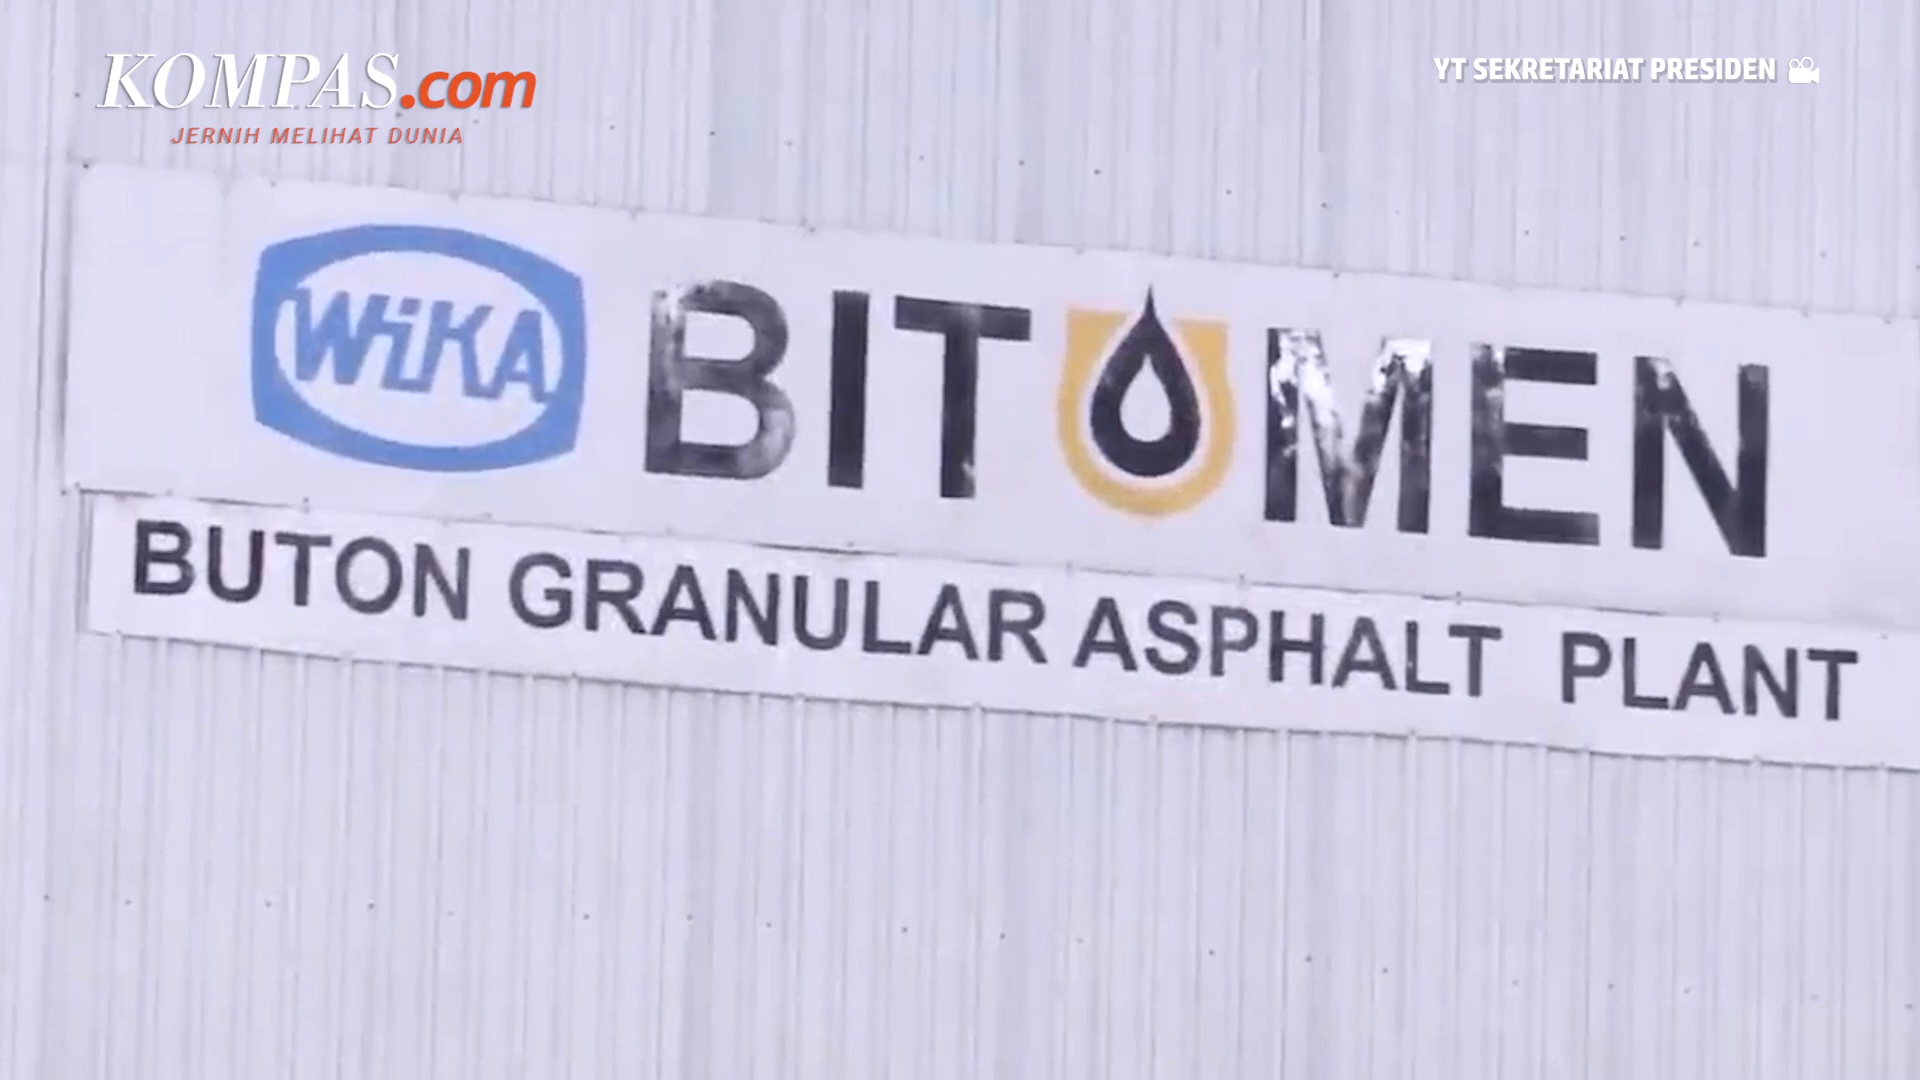 KOMPAS.com
JERNIH MELIHAT DUNIA
YT SEKRETARIAT PRESIDEN
WiKA BITUMEN
BUTON GRANULAR ASPHALT PLANT